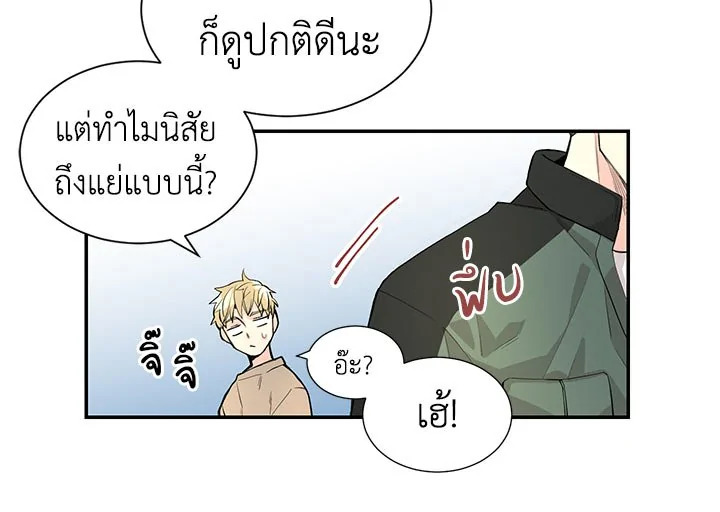 ก็ดูปกติดีนะ
แต่ทำไมนิสัย
ถึงแย่แบบนี้?
ฟึ่บ
จิ๊
จิ๊
อ๊ะ?
เฮ้!